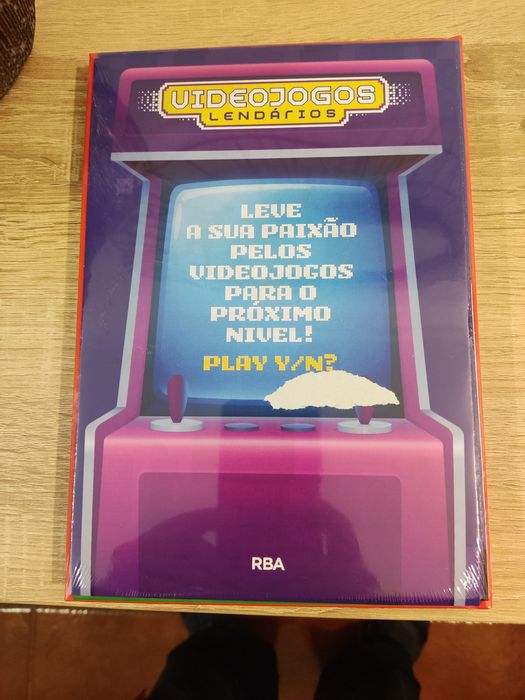 VIDEOJOGOS
LENDÁRIOS
LEVE
A SUA PAIXÃO
PELOS
VIDEOJOGOS
PARA O
PRÓXIMO
NIVEL!
PLAY Y/N?
RBA